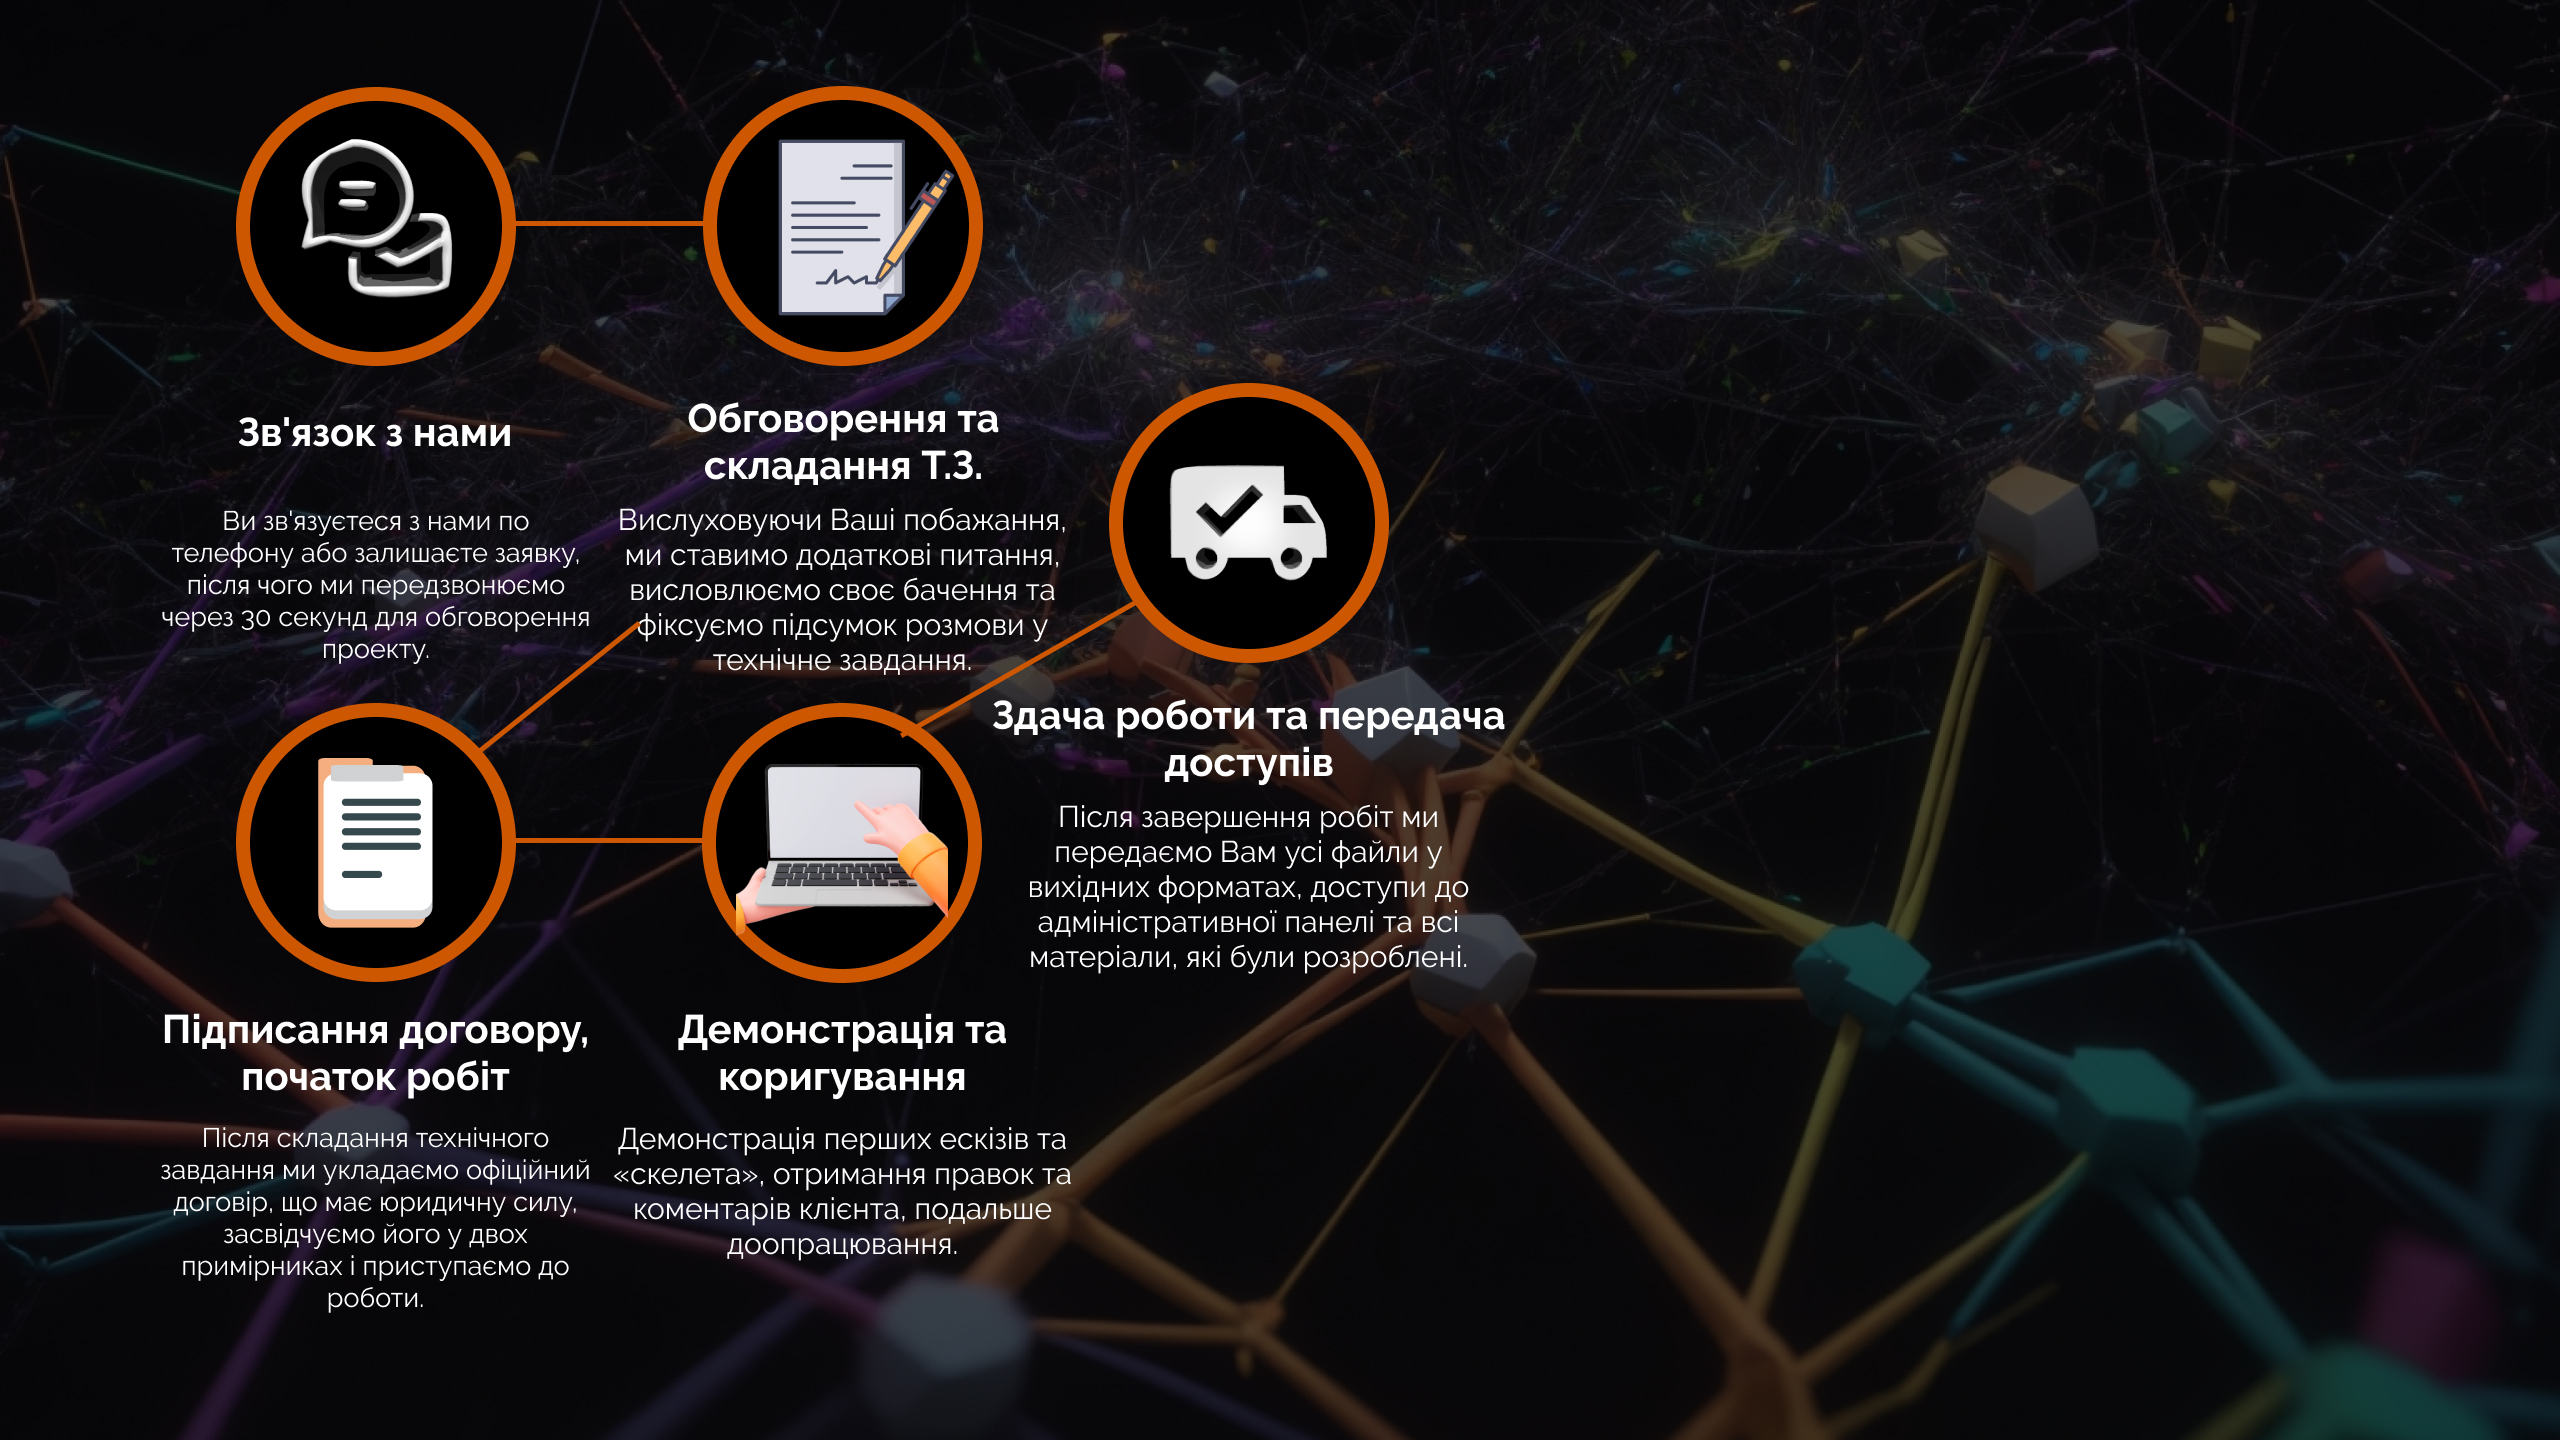 Зв'язок з нами
Ви зв'язуєтеся з нами по
телефону або залишаєте заявку,
після чого ми передзвонюємо
через 30 секунд для обговорення
проекту.
Обговорення та
складання Т.З.
Вислуховуючи Ваші побажання,
ми ставимо додаткові питання,
висловлюємо своє бачення та
фіксуємо підсумок розмови у
технічне завдання.
Підписання договору,
початок робіт
Після складання технічного
завдання ми укладаємо офіційний
договір, що має юридичну силу,
засвідчуємо його у двох
примірниках і приступаємо до
роботи.
Демонстрація та
коригування
Демонстрація перших ескізів та
«скелета», отримання правок та
коментарів клієнта, подальше
доопрацювання.
Здача роботи та передача
доступів
Після завершення робіт ми
передаємо Вам усі файли у
вихідних форматах, доступи до
адміністративної панелі та всі
матеріали, які були розроблені.